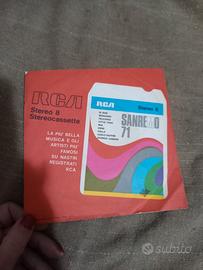 RCA
Stereo 8
Stereocassette
LA PIU' BELLA
MUSICA E GLI
ARTISTI PIU'
FAMOSI
SU NASTRI
REGISTRATI
RCA
RCA
Stereo 8
SANREMO
71
subito